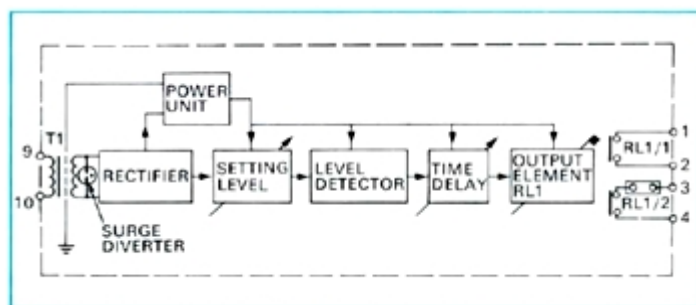 POWER
UNIT
T1
9
10
RECTIFIER
SETTING
LEVEL
LEVEL
DETECTOR
TIME
DELAY
OUTPUT
ELEMENT
RL1
SURGE
DIVERTER
RL1/1
RL1/2
1
2
3
4